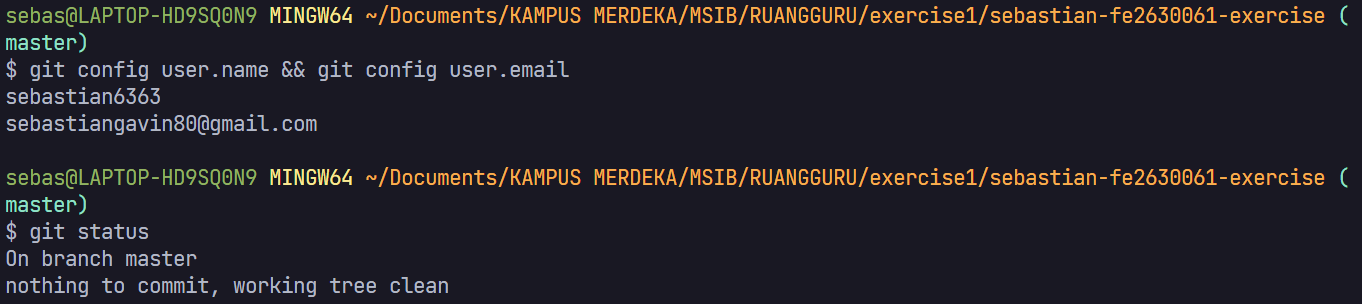 sebas@LAPTOP-HD9SQ0N9 MINGW64 ~/Documents/KAMPUS MERDEKA/MSIB/RUANGGURU/exercise1/sebastian-fe2630061-exercise (
master)
$ git config user.name && git config user.email
sebastian6363
sebastiangavin80@gmail.com
sebas@LAPTOP-HD9SQ0N9 MINGW64 ~/Documents/KAMPUS MERDEKA/MSIB/RUANGGURU/exercise1/sebastian-fe2630061-exercise (
master)
$ git status
On branch master
nothing to commit, working tree clean